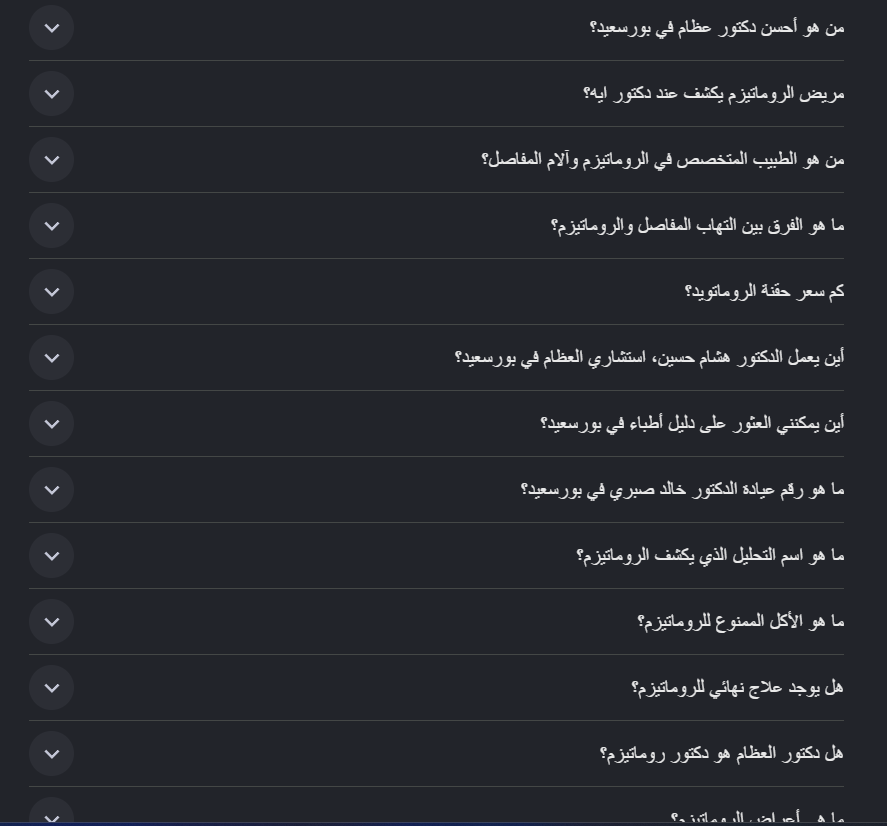 من هو أحسن دكتور عظام في بورسعيد؟
مريض الروماتيزم يكشف عند دكتور ايه؟
من هو الطبيب المتخصص في الروماتيزم وآلام المفاصل؟
ما هو الفرق بين التهاب المفاصل والروماتيزم؟
كم سعر حقنة الروماتويد؟
أين يعمل الدكتور هشام حسين، استشاري العظام في بورسعيد؟
أين يمكنني العثور على دليل أطباء في بورسعيد؟
ما هو رقم عيادة الدكتور خالد صبري في بورسعيد؟
ما هو اسم التحليل الذي يكشف الروماتيزم؟
ما هو الأكل الممنوع للروماتيزم؟
هل يوجد علاج نهائي للروماتيزم؟
هل دكتور العظام هو دكتور روماتيزم؟
ما هي أعراض الروماتيزم؟